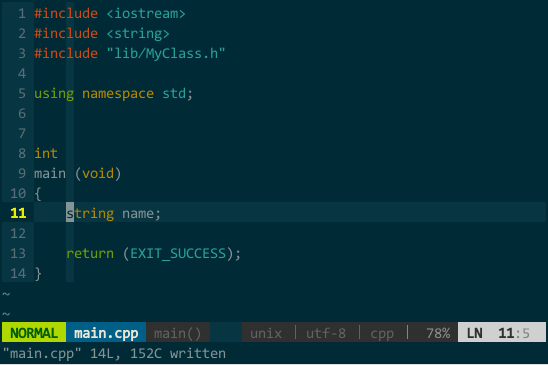 1 #include <iostream>
2 #include <string>
3 #include "lib/MyClass.h"
4
5 using namespace std;
6
7
8 int
9 main (void)
10 {
11     string name;
12
13     return (EXIT_SUCCESS);
14 }
~
~
NORMAL main.cpp main() unix | utf-8 | cpp | 78% LN 11:5
"main.cpp" 14L, 152C written